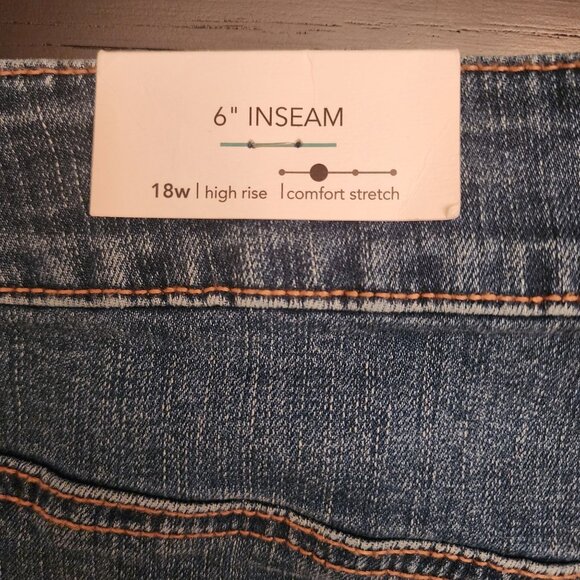 6" INSEAM
18w | high rise | comfort stretch